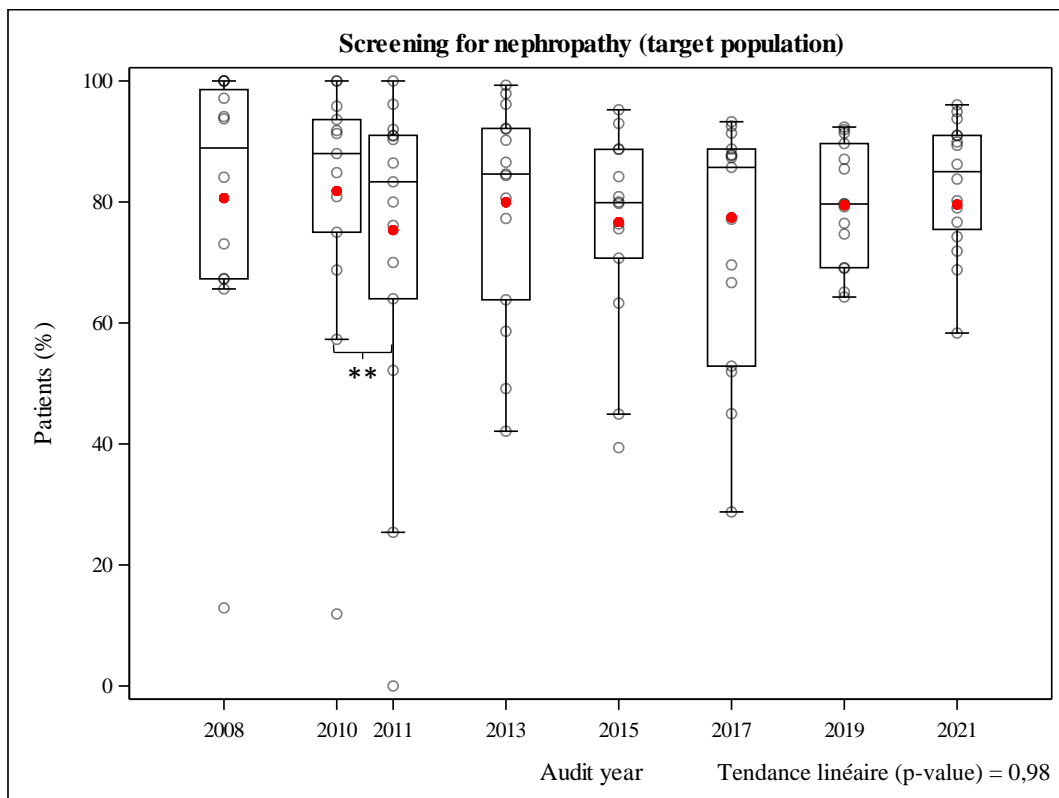 Screening for nephropathy (target population)
100
80
60
40
20
0
Patients (%)
**
2008 2010 2011 2013 2015 2017 2019 2021
Audit year Tendance linéaire (p-value) = 0,98